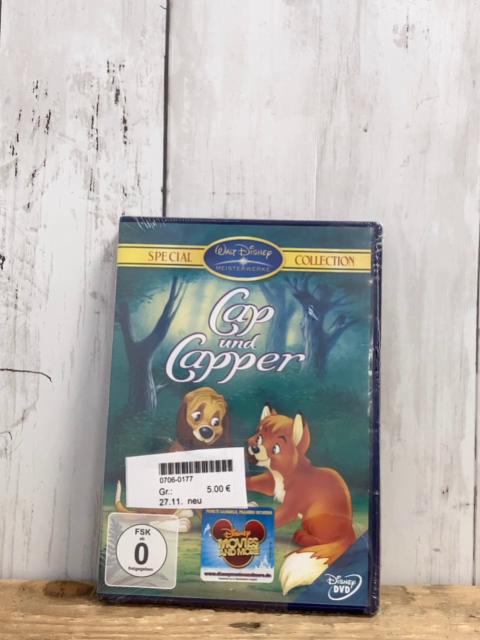 SPECIAL
WALT DISNEY
MEISTERWERKE
COLLECTION
Cap
und
Capper
0706-0177
Gr.: 5.00 €
27.11. neu
FSK
ab
0
freigegeben
Disney
MOVIES
AND MORE
Disney
DVD